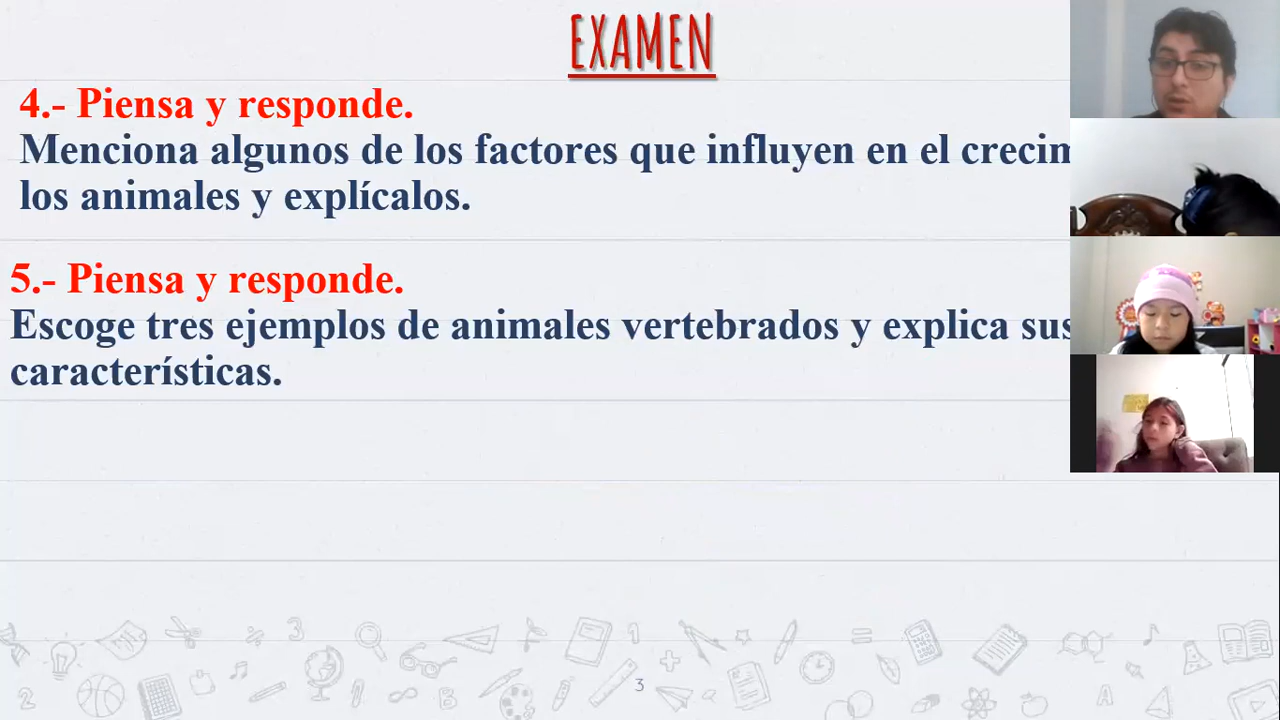 EXAMEN
4.- Piensa y responde.
Menciona algunos de los factores que influyen en el
los animales y explícalos.
5.- Piensa y responde.
Escoge tres ejemplos de animales vertebrados y explica sus
características.
3